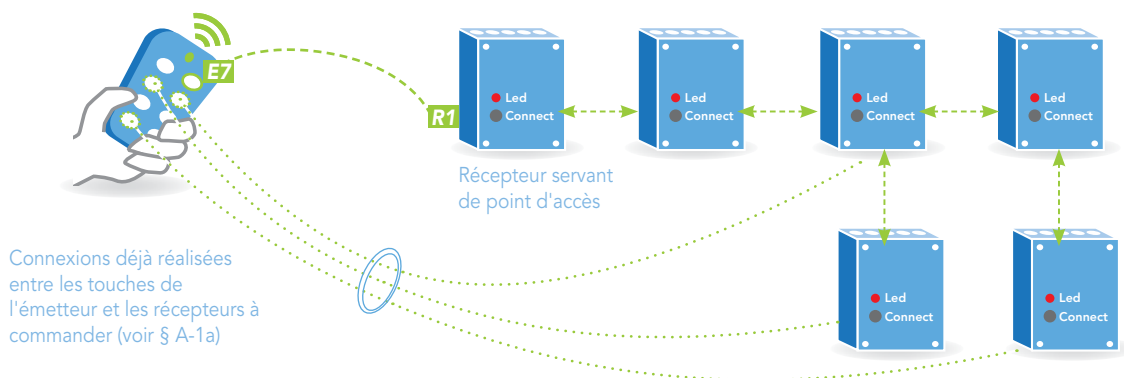 E7
R1
Led
Connect
Led
Connect
Led
Connect
Led
Connect
Récepteur servant
de point d'accès
Connexions déjà réalisées
entre les touches de
l'émetteur et les récepteurs à
commander (voir § A-1a)
Led
Connect
Led
Connect